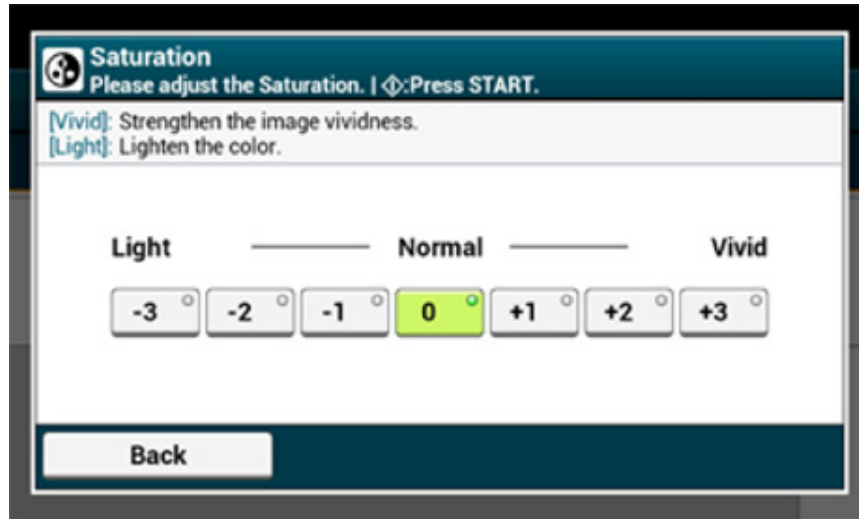 Saturation
Please adjust the Saturation. | :Press START.
[Vivid]: Strengthen the image vividness.
[Light]: Lighten the color.
Light Normal Vivid
-3 -2 -1 0 +1 +2 +3
Back